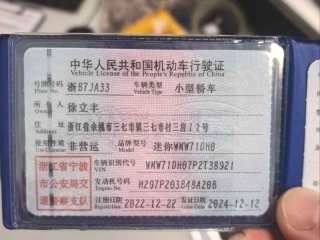 中华人民共和国机动车行驶证
Vehicle License of the People's Republic of China
号牌号码 浙B7JA33 车辆类型 小型轿车
Plate No. Vehicle Type
所有人 徐立丰
Owner
住址 浙江省余姚市三七市镇三七市村三房72号
Address
使用性质 非营运 品牌型号 迷你WMW71DH0
Use Character Model
浙江省宁波
市公安局交
通警察支队
车辆识别代号 WMW71DH07P2T38921
VIN
发动机号码 H297P203B48A20B
Engine No.
注册日期 2022-12-22 发证日期 2024-12-12
Register Date Issue Date